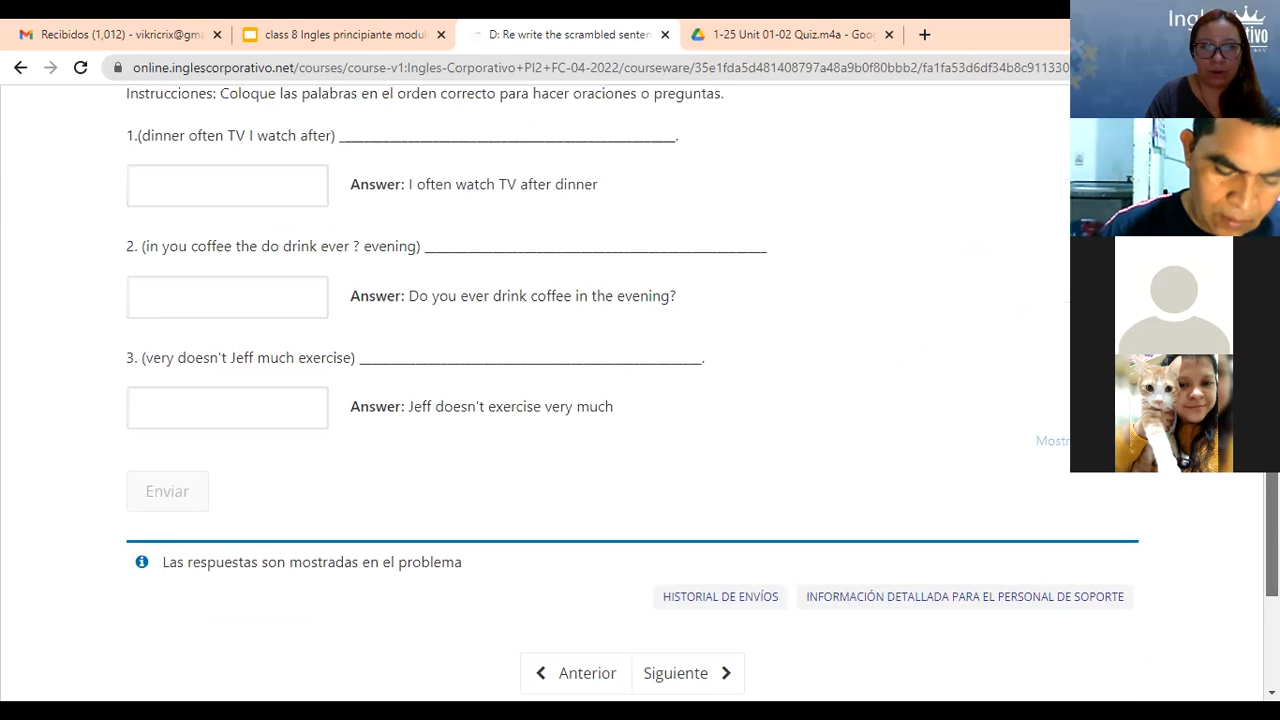 Recibidos (1,012) - vikricrix@gm
class 8 Ingles principiante modu
D: Re write the scrambled senten
1-25 Unit 01-02 Quiz.m4a - Goo
online.inglescorporativo.net/courses/course-v1:Ingles-Corporativo+PI2+FC-04-2022/courseware/35e1fda5d481408797a48a9b0f80bbb2/fa1fa53d6df34b8c911330
Instrucciones: Coloque las palabras en el orden correcto para hacer oraciones o preguntas.
1.(dinner often TV I watch after) ________________________________________.
Answer: I often watch TV after dinner
2. (in you coffee the do drink ever ? evening) ________________________________________
Answer: Do you ever drink coffee in the evening?
3. (very doesn't Jeff much exercise) ________________________________________.
Answer: Jeff doesn't exercise very much
Most
Enviar
Las respuestas son mostradas en el problema
HISTORIAL DE ENVÍOS
INFORMACIÓN DETALLADA PARA EL PERSONAL DE SOPORTE
Anterior
Siguiente